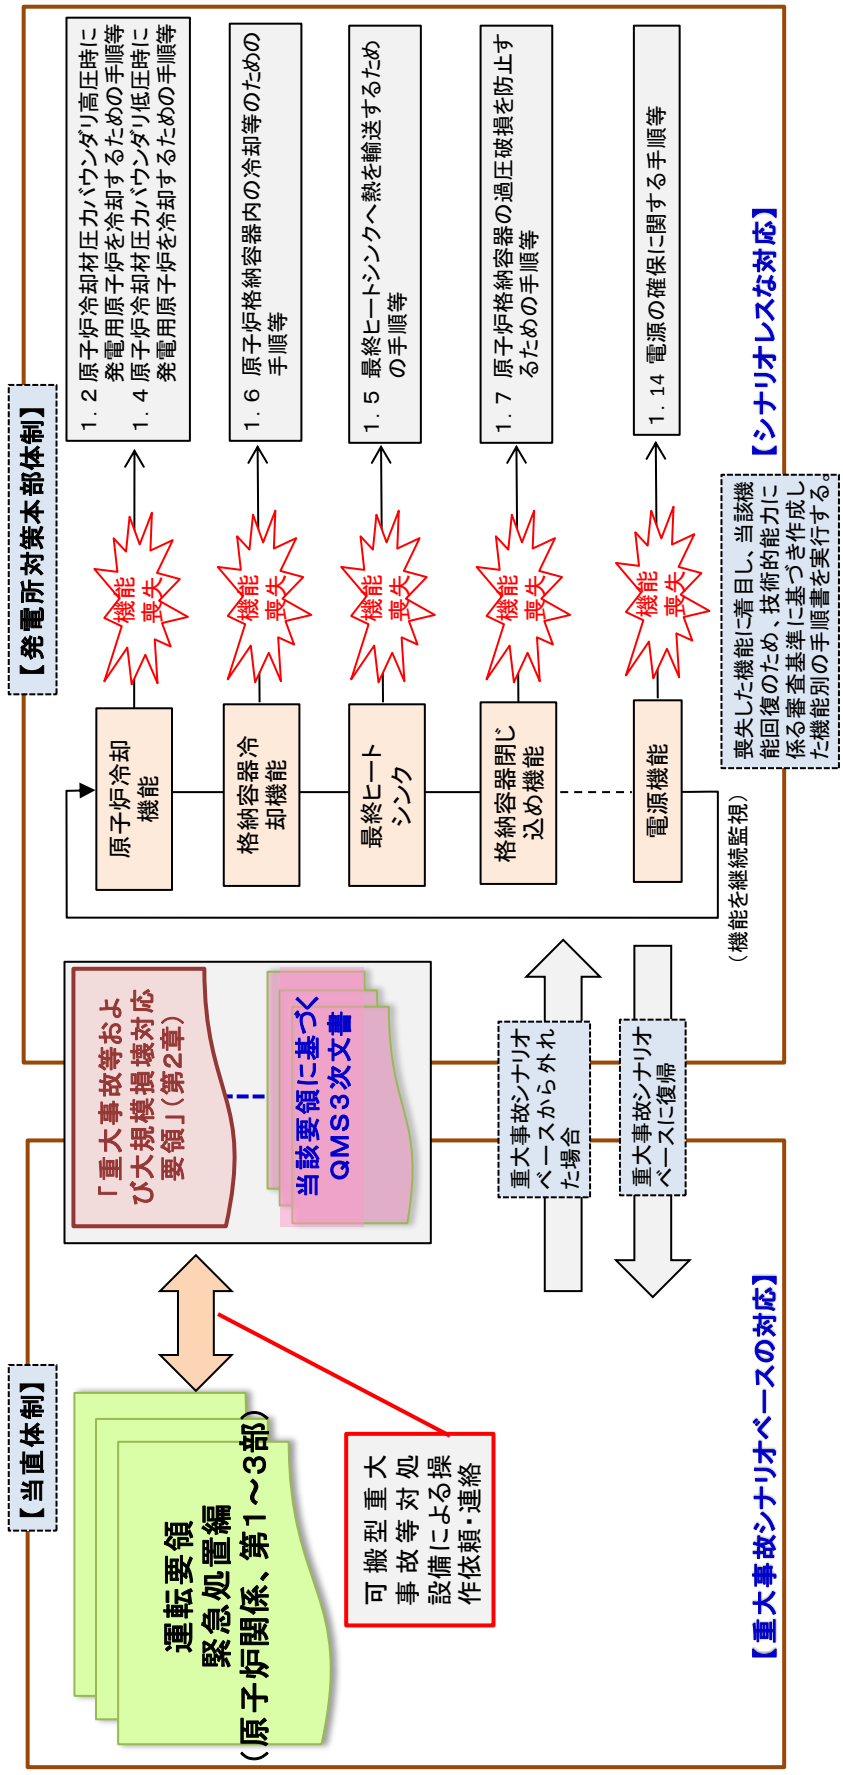 【当直体制】
運転要領
緊急処置編
（原子炉関係、第１～３部）
可搬型重大
事故等対処
設備による操
作依頼・連絡
【重大事故シナリオベースの対応】
「重大事故等およ
び大規模損壊対応
要領」（第２章）
当該要領に基づく
ＱＭＳ３次文書
重大事故シナリオ
ベースから外れ
た場合
重大事故シナリオ
ベースに復帰
【発電所対策本部体制】
原子炉冷却
機能
機能
喪失
１．２ 原子炉冷却材圧力バウンダリ高圧時に
発電用原子炉を冷却するための手順等
１．４ 原子炉冷却材圧力バウンダリ低圧時に
発電用原子炉を冷却するための手順等
格納容器冷
却機能
機能
喪失
１．６ 原子炉格納容器内の冷却等のための
手順等
最終ヒート
シンク
機能
喪失
１．５ 最終ヒートシンクへ熱を輸送するため
の手順等
格納容器閉じ
込め機能
機能
喪失
１．７ 原子炉格納容器の過圧破損を防止す
るための手順等
電源機能
機能
喪失
１．14 電源の確保に関する手順等
（機能を継続監視）
喪失した機能に着目し、当該機
能回復のため、技術的能力に
係る審査基準に基づき作成し
た機能別の手順書を実行する。
【シナリオレスな対応】